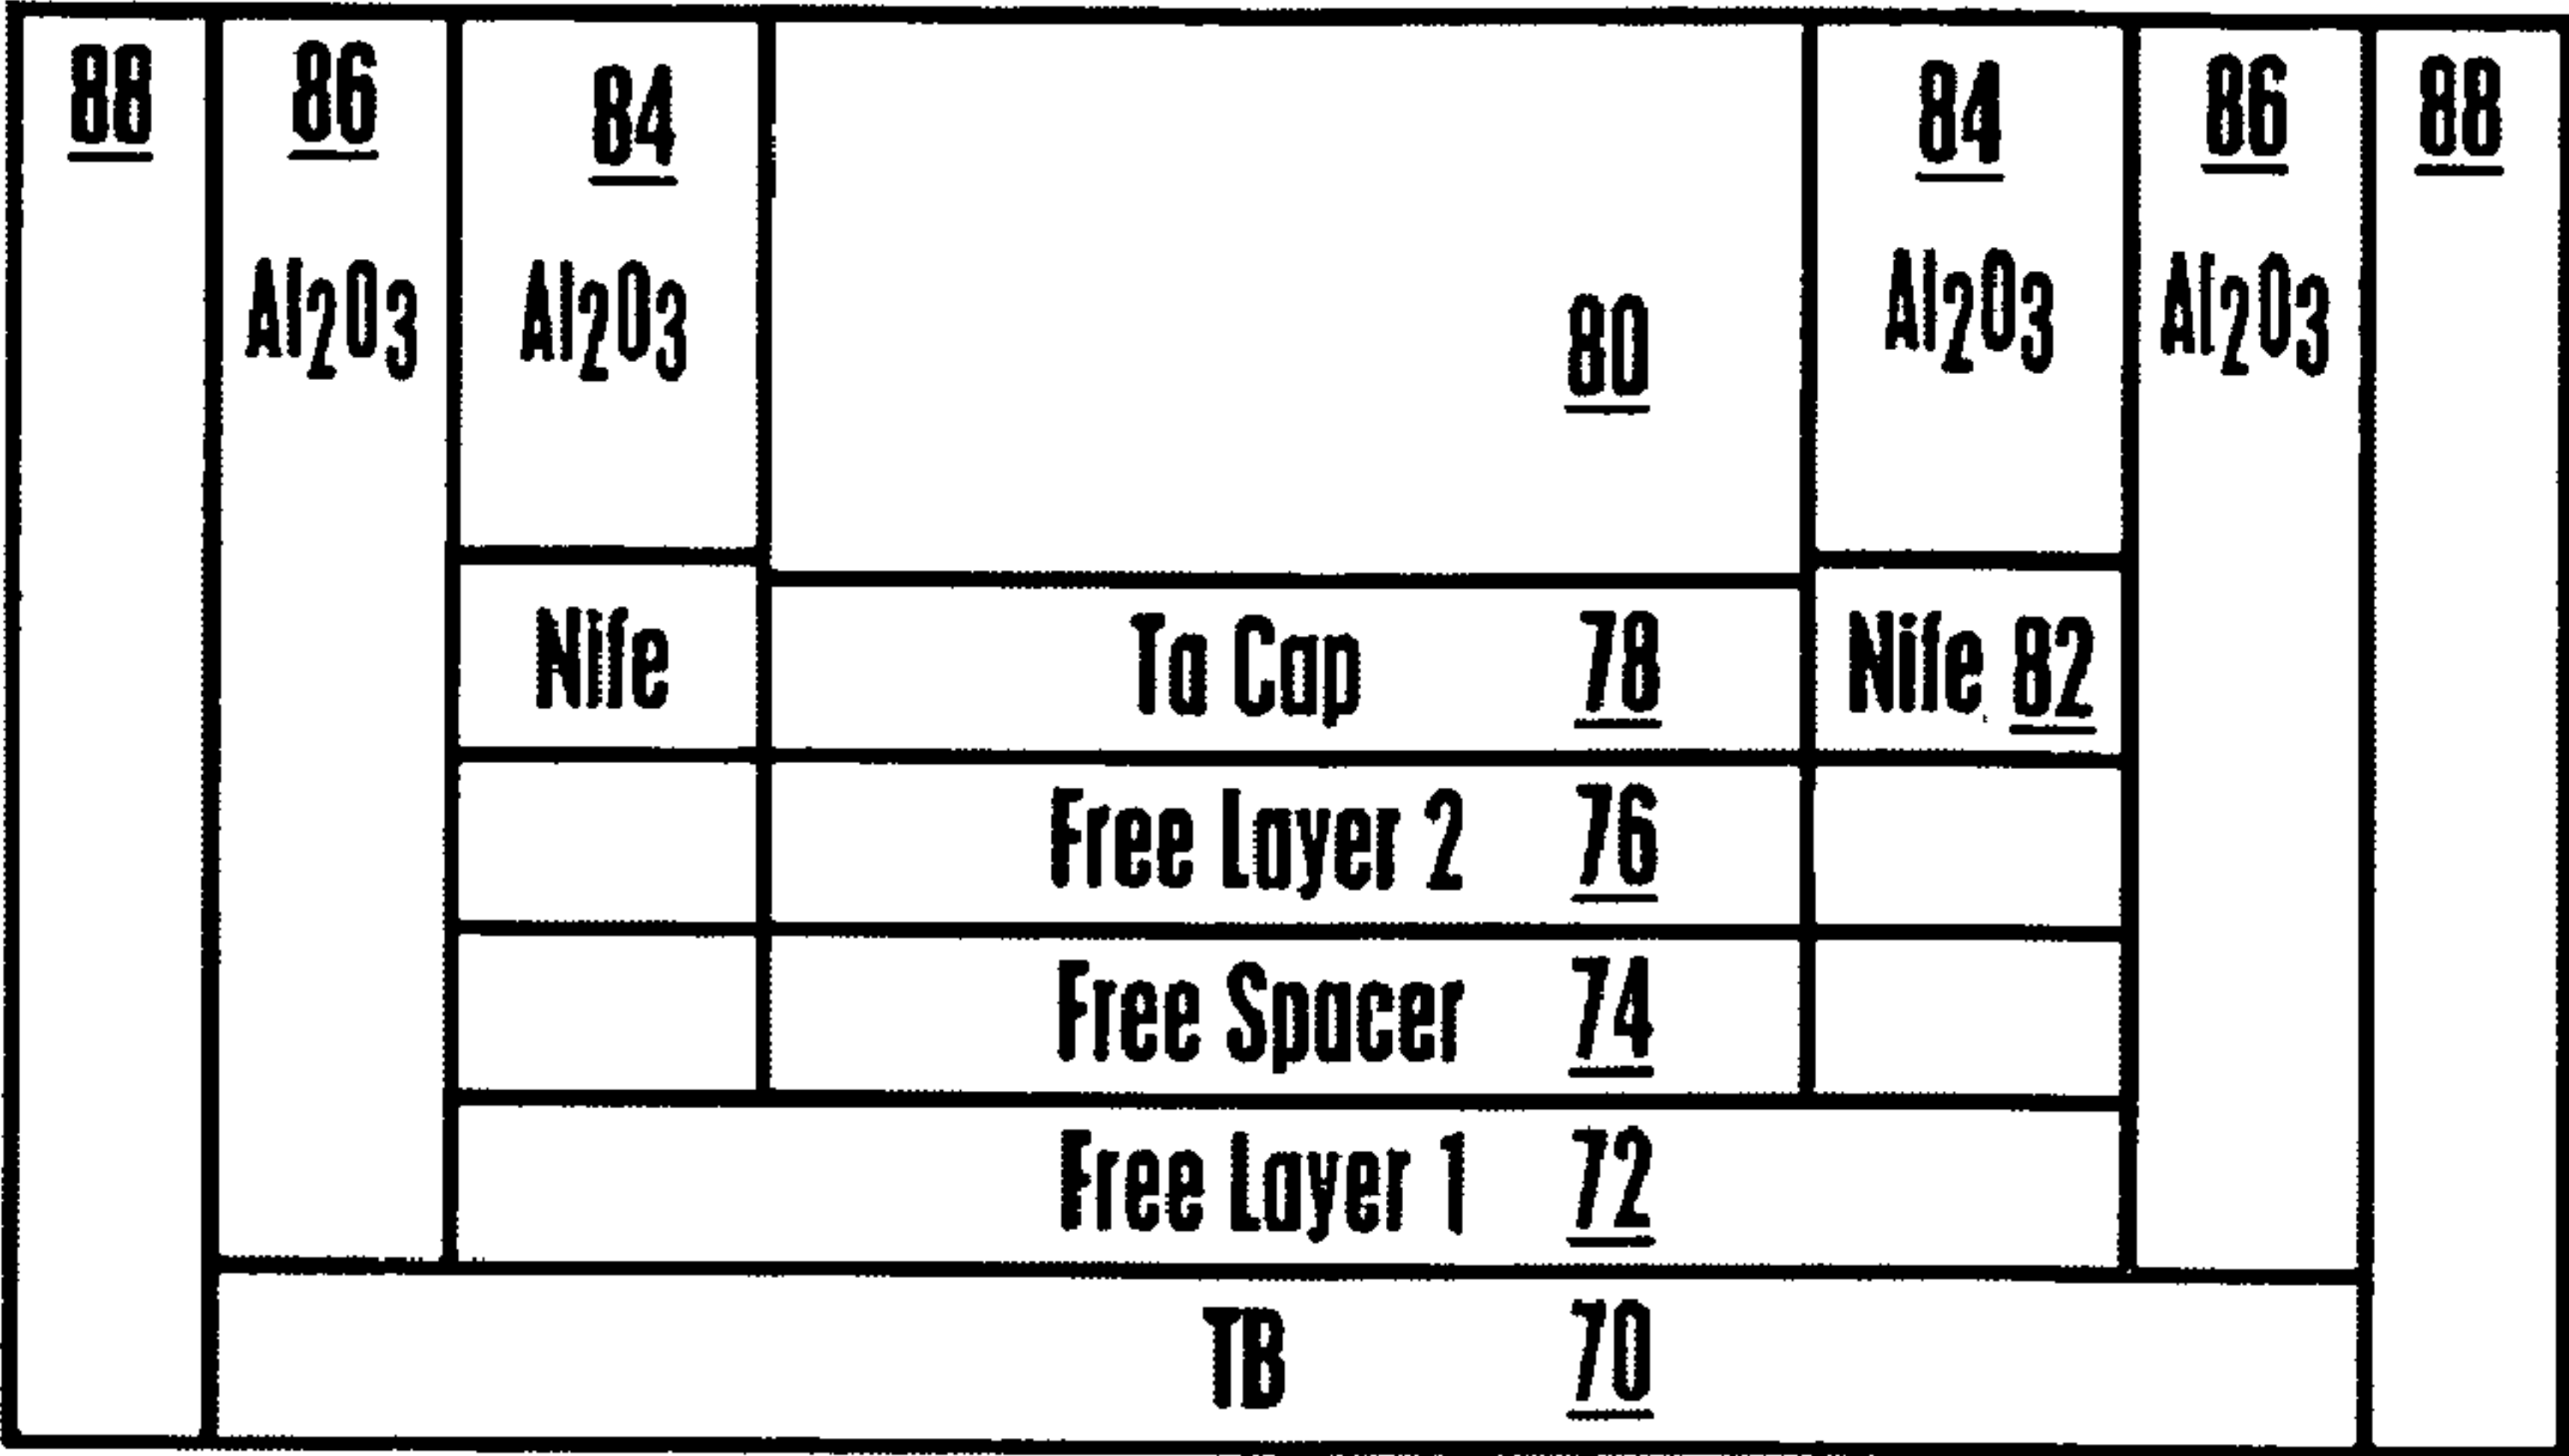 88 86 84 84 86 88
Al2O3 Al2O3 80 Al2O3 Al2O3
Nife Ta Cap 78 Nife 82
Free Layer 2 76
Free Spacer 74
Free Layer 1 72
TB 70